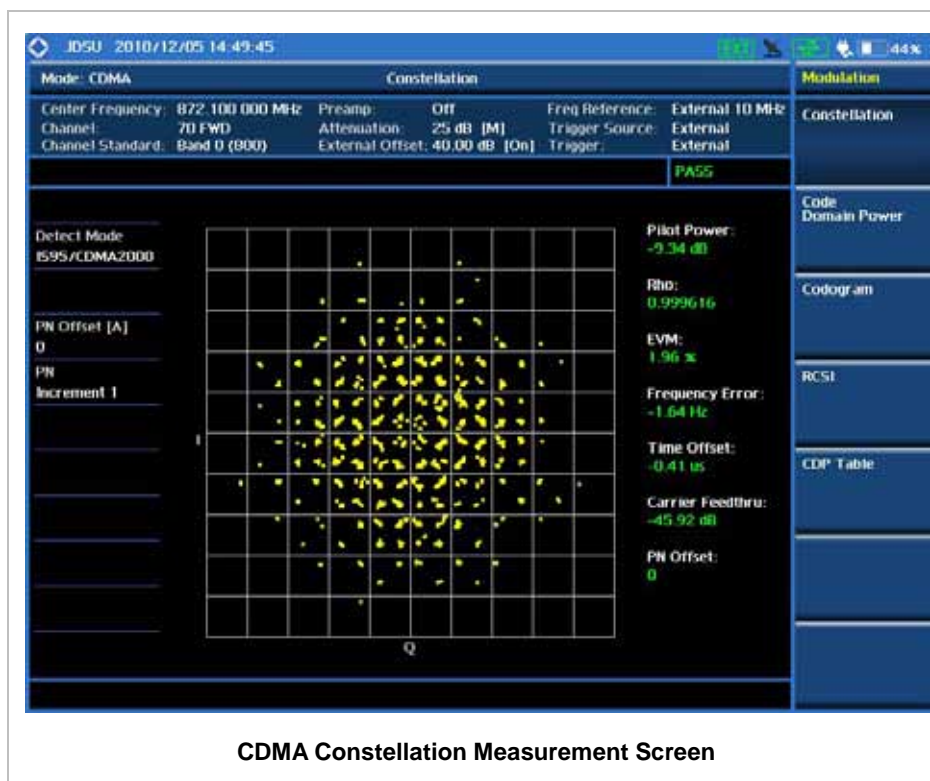 JDSU 2010/12/05 14:49:45
EXT
44%
Mode: CDMA
Constellation
Modulation
Center Frequency: 872.100 000 MHz
Channel: 70 FWD
Channel Standard: Band 0 (800)
Preamp: Off
Attenuation: 25 dB [M]
External Offset: 40.00 dB [On]
Freq Reference: External 10 MHz
Trigger Source: External
Trigger: External
PASS
Detect Mode
IS95/CDMA2000
PN Offset [A]
0
PN
Increment 1
I
Q
Pilot Power:
-9.34 dB
Rho:
0.999616
EVM:
1.96 %
Frequency Error:
-1.64 Hz
Time Offset:
-0.41 us
Carrier Feedthru:
-45.92 dB
PN Offset:
0
Constellation
Code
Domain Power
Codogram
RCSI
CDP Table
CDMA Constellation Measurement Screen